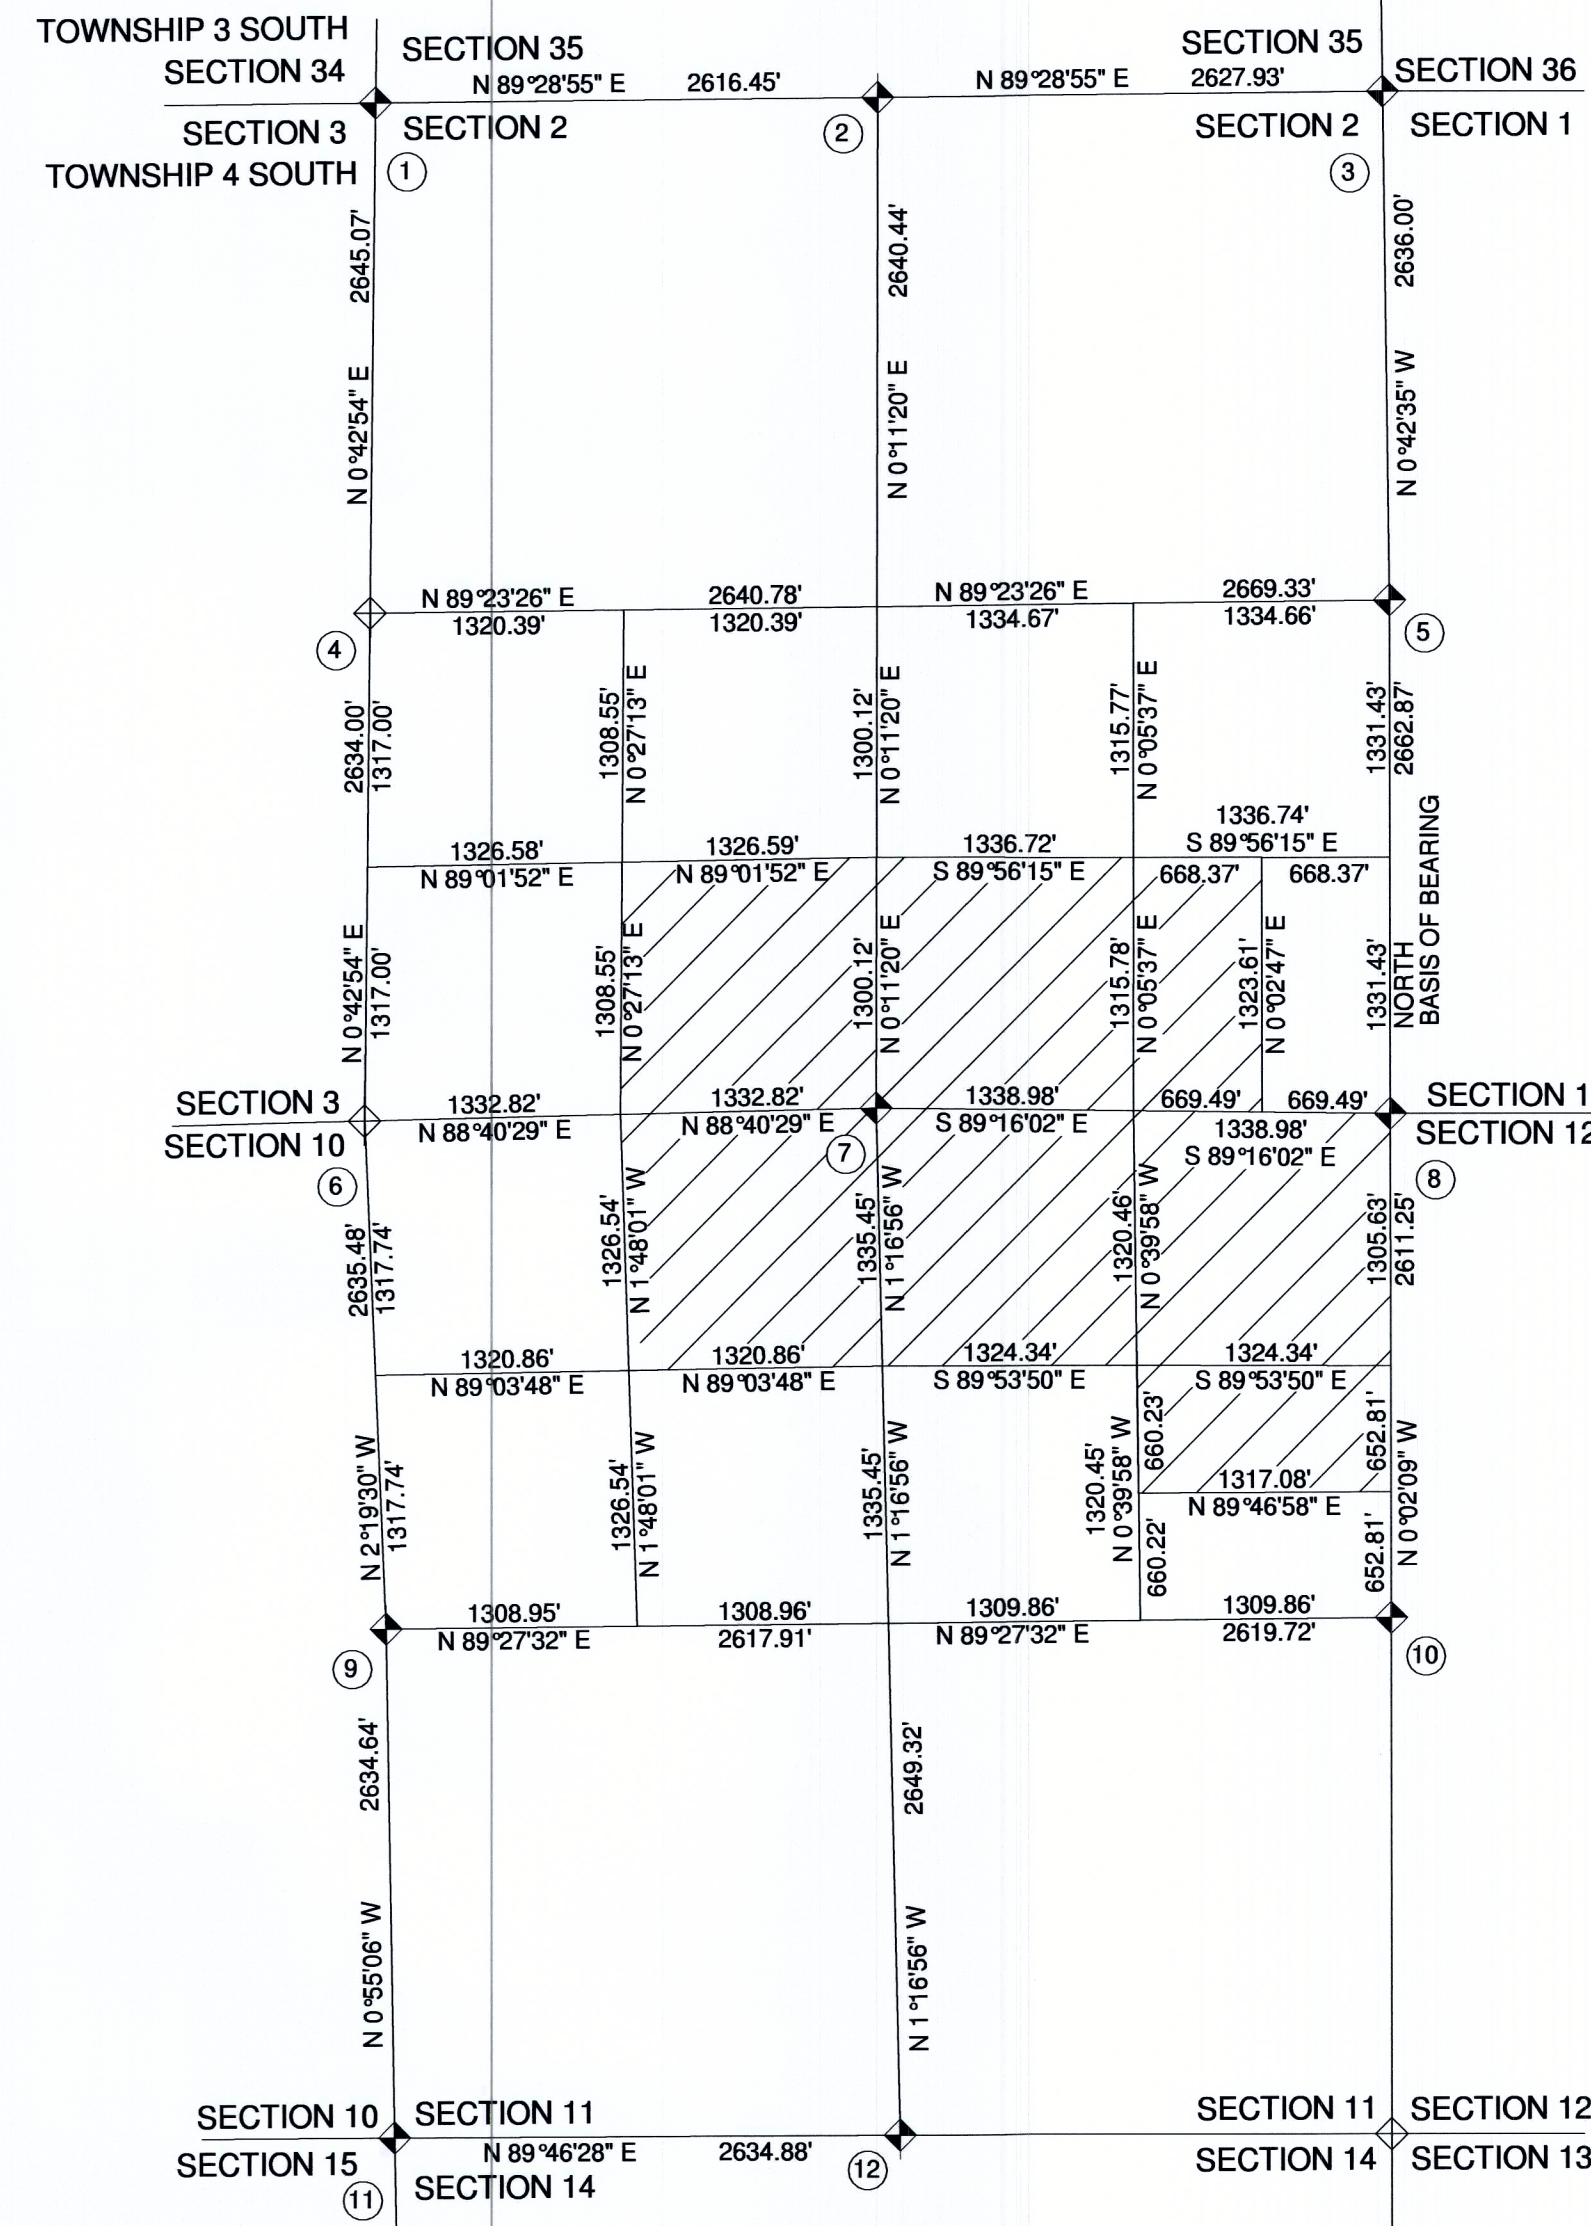 TOWNSHIP 3 SOUTH
SECTION 34
SECTION 35
SECTION 35
SECTION 36
N 89°28'55" E
2616.45'
N 89°28'55" E
2627.93'
SECTION 3
SECTION 2
SECTION 2
SECTION 1
TOWNSHIP 4 SOUTH
1
2
3
2645.07'
2640.44'
2636.00'
N 0°42'54" E
N 0°11'20" E
N 0°42'35" W
N 89°23'26" E
2640.78'
N 89°23'26" E
2669.33'
1320.39'
1320.39'
1334.67'
1334.66'
4
5
2634.00'
1317.00'
1308.55'
N 0°27'13" E
1300.12'
N 0°11'20" E
1315.77'
N 0°05'37" E
1331.43'
2662.87'
1326.58'
1326.59'
1336.72'
1336.74'
S 89°56'15" E
N 89°01'52" E
N 89°01'52" E
S 89°56'15" E
668.37'
668.37'
N 0°42'54" E
1317.00'
1308.55'
N 0°27'13" E
1300.12'
N 0°11'20" E
1315.78'
N 0°05'37" E
1323.61'
N 0°02'47" E
1331.43'
NORTH
BASIS OF BEARING
SECTION 3
1332.82'
1332.82'
1338.98'
669.49'
669.49'
SECTION 1
SECTION 10
N 88°40'29" E
N 88°40'29" E
S 89°16'02" E
1338.98'
S 89°16'02" E
SECTION 12
6
7
8
2635.48'
1317.74'
1326.54'
N 1°48'01" W
1335.45'
N 1°16'56" W
1320.46'
N 0°39'58" W
1305.63'
2611.25'
1320.86'
1320.86'
1324.34'
1324.34'
N 89°03'48" E
N 89°03'48" E
S 89°53'50" E
S 89°53'50" E
N 2°19'30" W
1317.74'
1326.54'
N 1°48'01" W
1335.45'
N 1°16'56" W
1320.45'
N 0°39'58" W
660.23'
652.81'
N 0°02'09" W
1317.08'
N 89°46'58" E
660.22'
652.81'
1308.95'
1308.96'
1309.86'
1309.86'
N 89°27'32" E
2617.91'
N 89°27'32" E
2619.72'
9
10
2634.64'
2649.32'
N 0°55'06" W
N 1°16'56" W
SECTION 10
SECTION 11
SECTION 11
SECTION 12
SECTION 15
N 89°46'28" E
2634.88'
SECTION 14
SECTION 14
SECTION 13
11
12